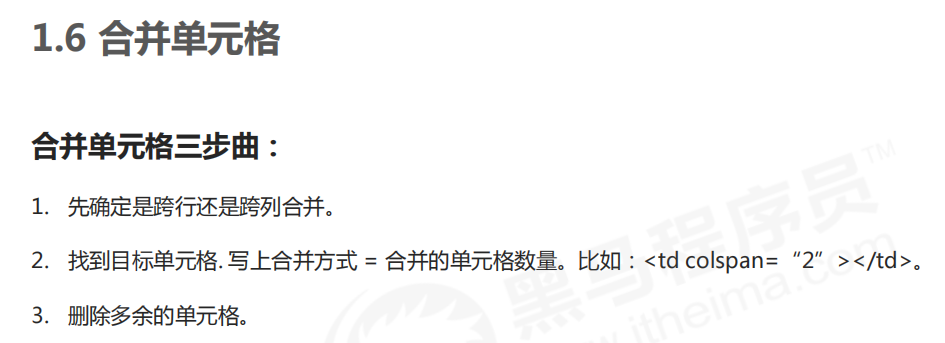 1.6 合并单元格
合并单元格三步曲：
1. 先确定是跨行还是跨列合并。
2. 找到目标单元格. 写上合并方式 = 合并的单元格数量。比如：<td colspan=“2”></td>。
3. 删除多余的单元格。
黑马程序员™
www.itheima.com